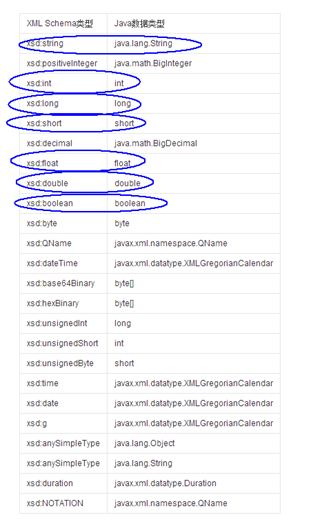 XML Schema类型 Java数据类型
xsd:string java.lang.String
xsd:positiveInteger java.math.BigInteger
xsd:int int
xsd:long long
xsd:short short
xsd:decimal java.math.BigDecimal
xsd:float float
xsd:double double
xsd:boolean boolean
xsd:byte byte
xsd:QName javax.xml.namespace.QName
xsd:dateTime javax.xml.datatype.XMLGregorianCalendar
xsd:base64Binary byte[]
xsd:hexBinary byte[]
xsd:unsignedInt long
xsd:unsignedShort int
xsd:unsignedByte short
xsd:time javax.xml.datatype.XMLGregorianCalendar
xsd:date javax.xml.datatype.XMLGregorianCalendar
xsd:g javax.xml.datatype.XMLGregorianCalendar
xsd:anySimpleType java.lang.Object
xsd:anySimpleType java.lang.String
xsd:duration javax.xml.datatype.Duration
xsd:NOTATION javax.xml.namespace.QName